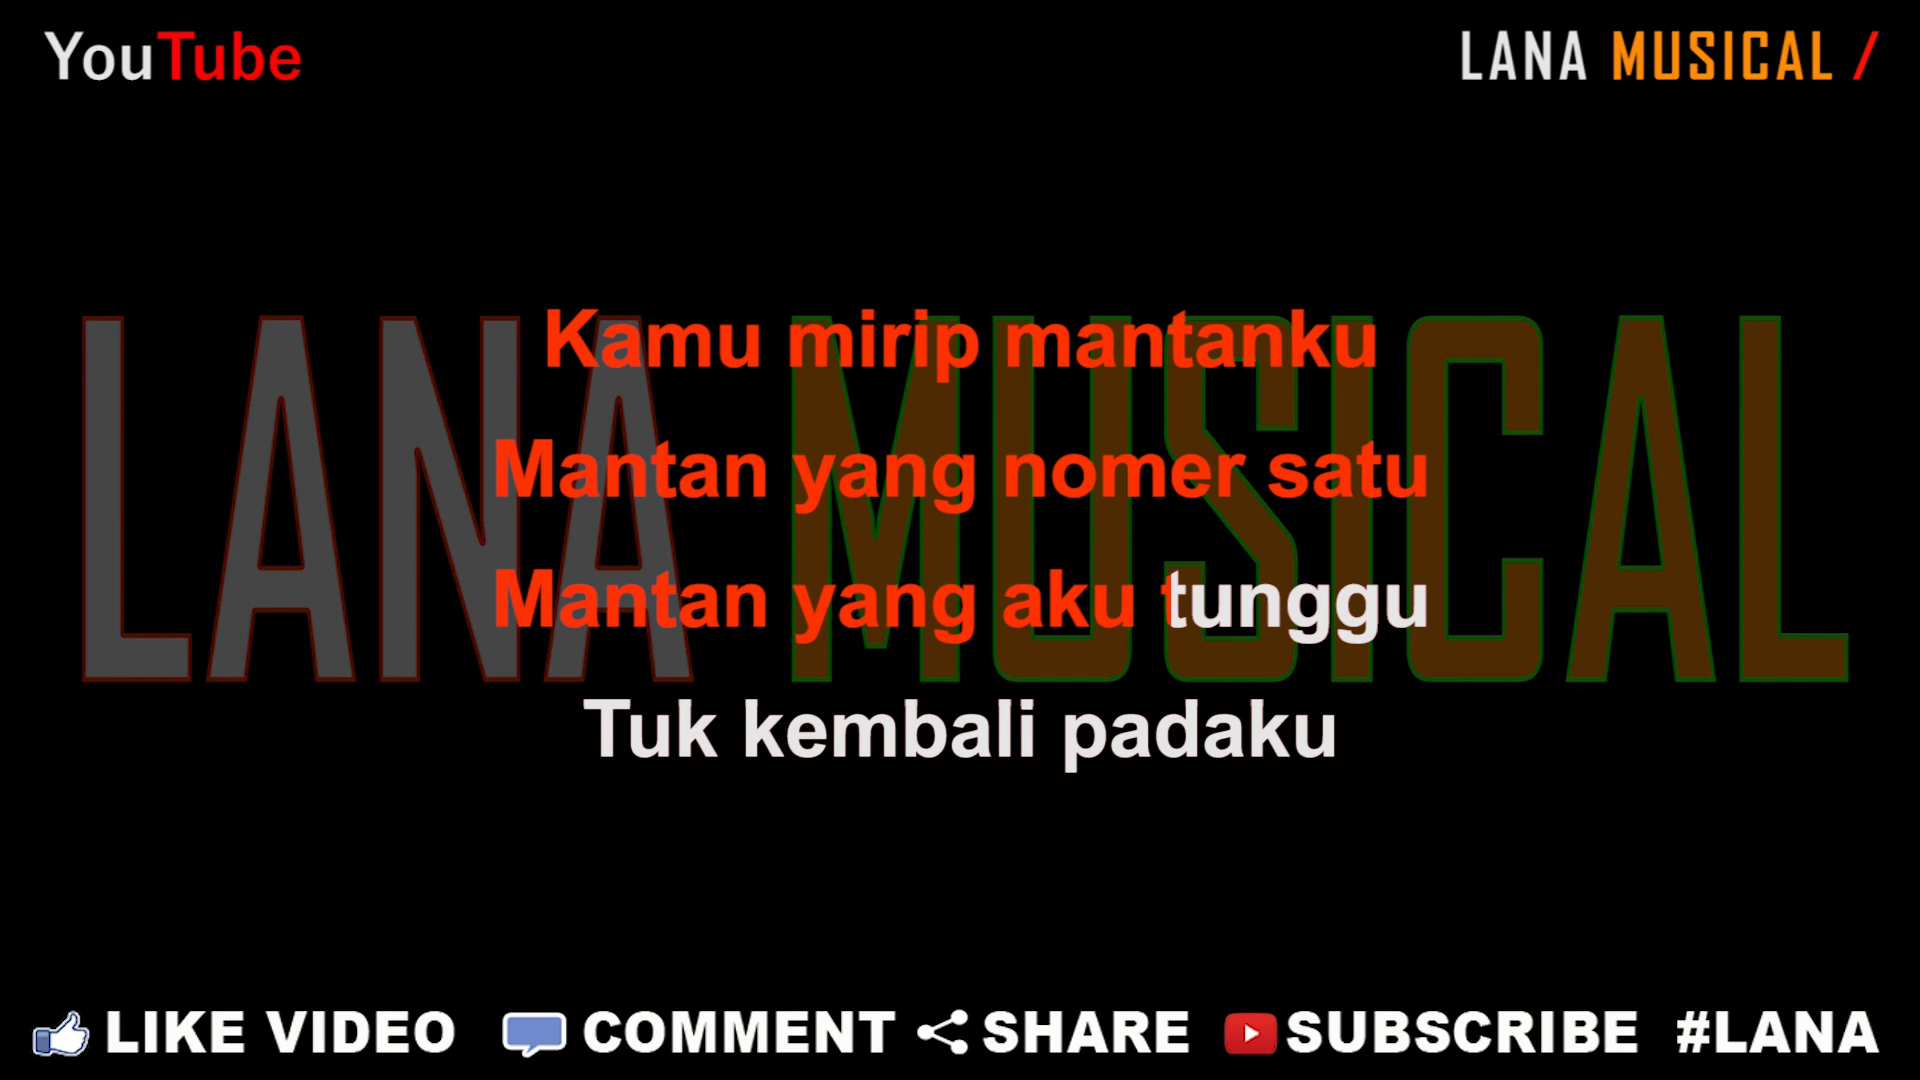 YouTube
LANA MUSICAL /
LANA MUSICAL
Kamu mirip mantanku
Mantan yang nomer satu
Mantan yang aku tunggu
Tuk kembali padaku
LIKE VIDEO COMMENT SHARE SUBSCRIBE #LANA